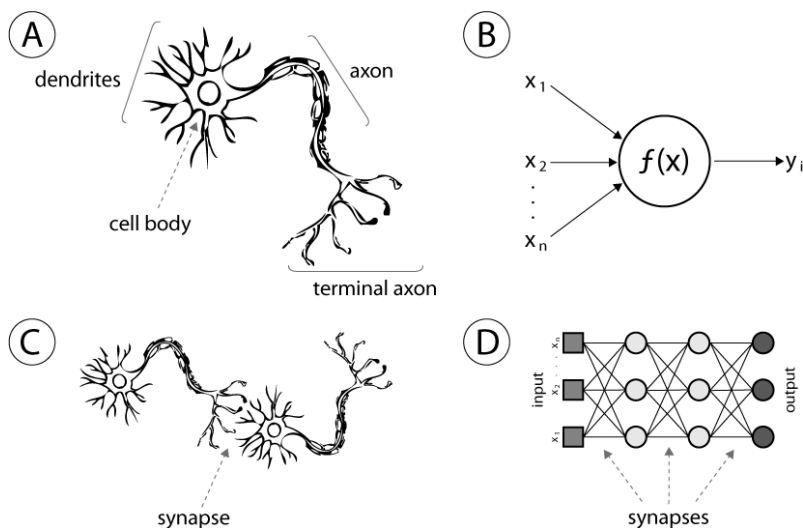 A
dendrites
axon
cell body
terminal axon
B
x1
x2
xn
f(x)
yi
C
synapse
D
input
xn
x2
x1
output
synapses